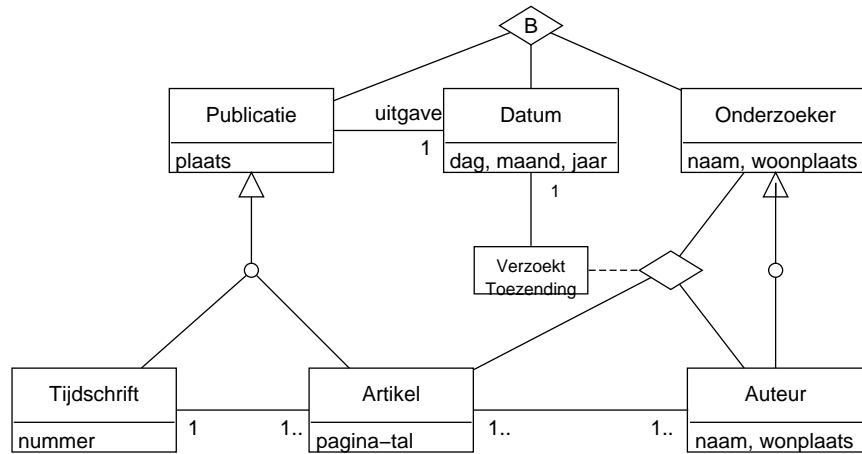 B
Publicatie
plaats
uitgave
1
Datum
dag, maand, jaar
Onderzoeker
naam, woonplaats
1
Verzoekt
Toezending
Tijdschrift
nummer
1
1..
Artikel
pagina-tal
1..
1..
Auteur
naam, wonplaats